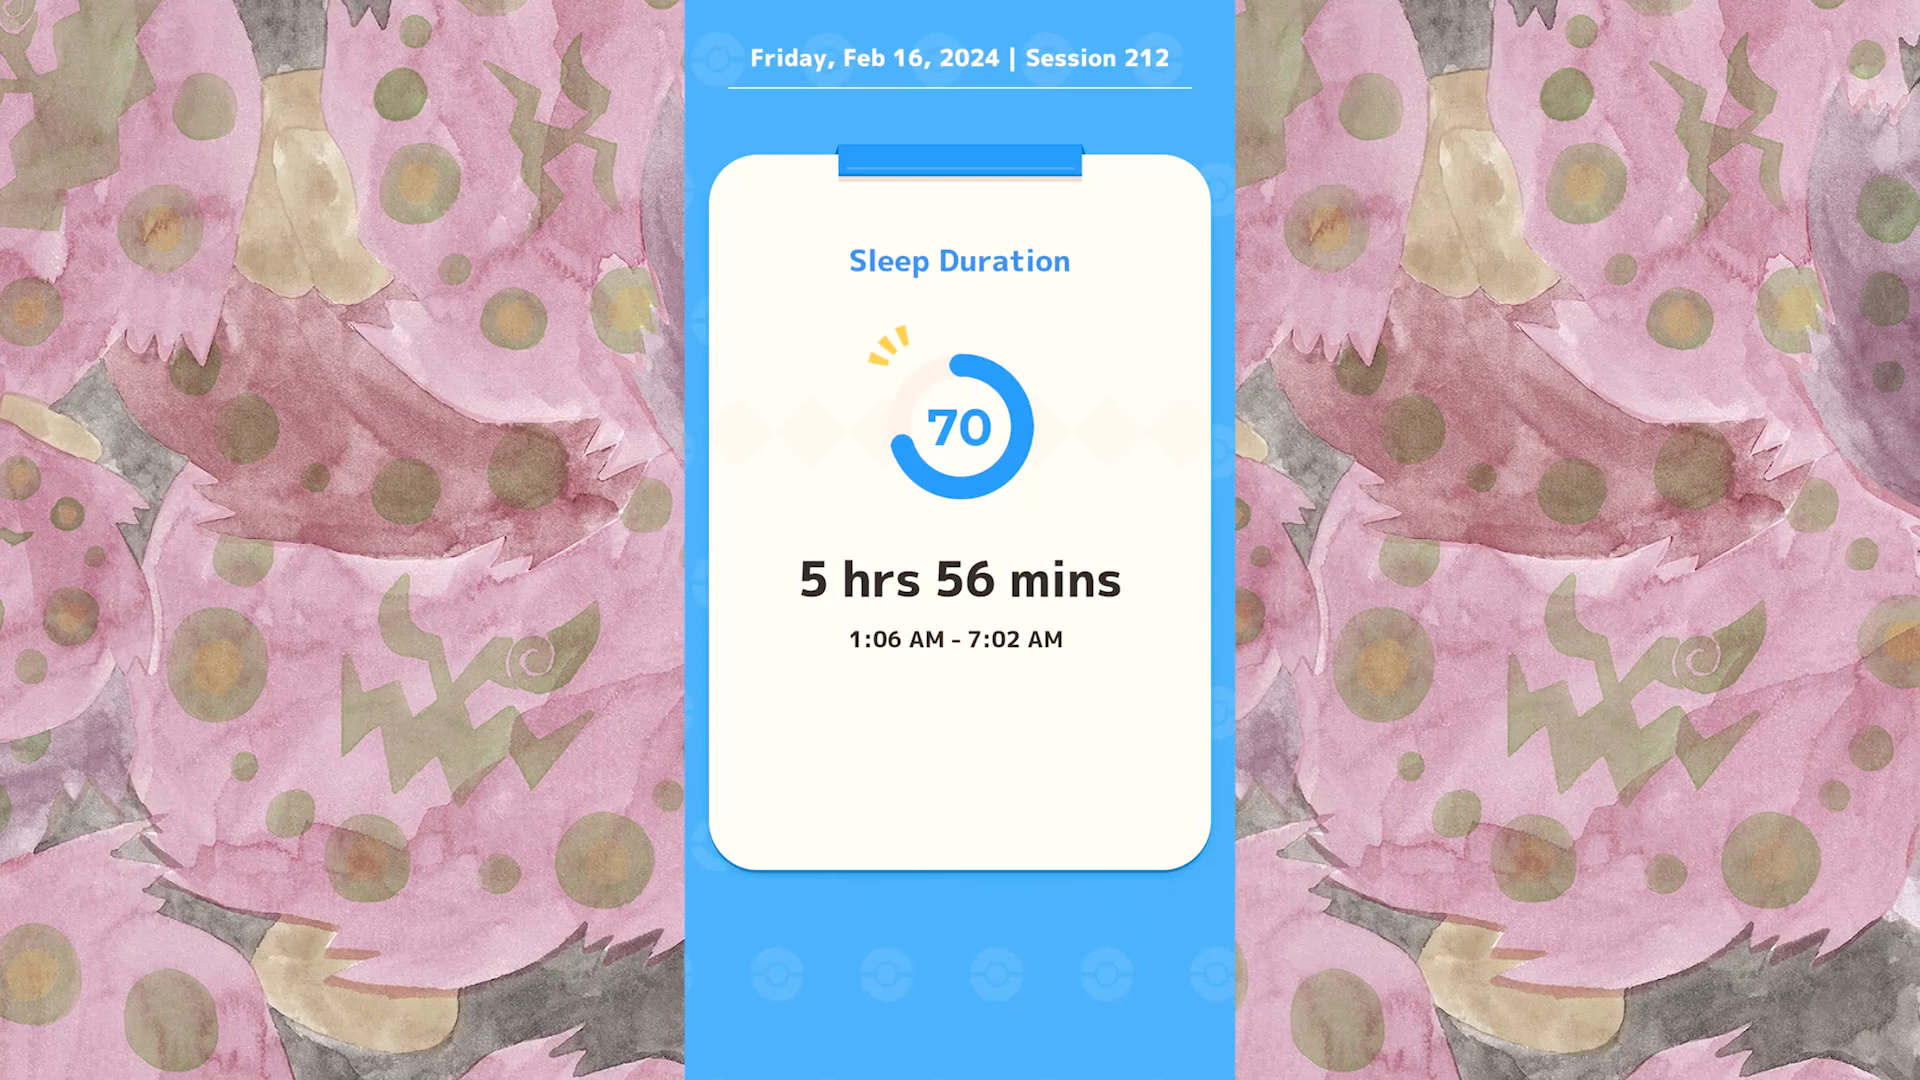 Friday, Feb 16, 2024 | Session 212
Sleep Duration
70
5 hrs 56 mins
1:06 AM - 7:02 AM